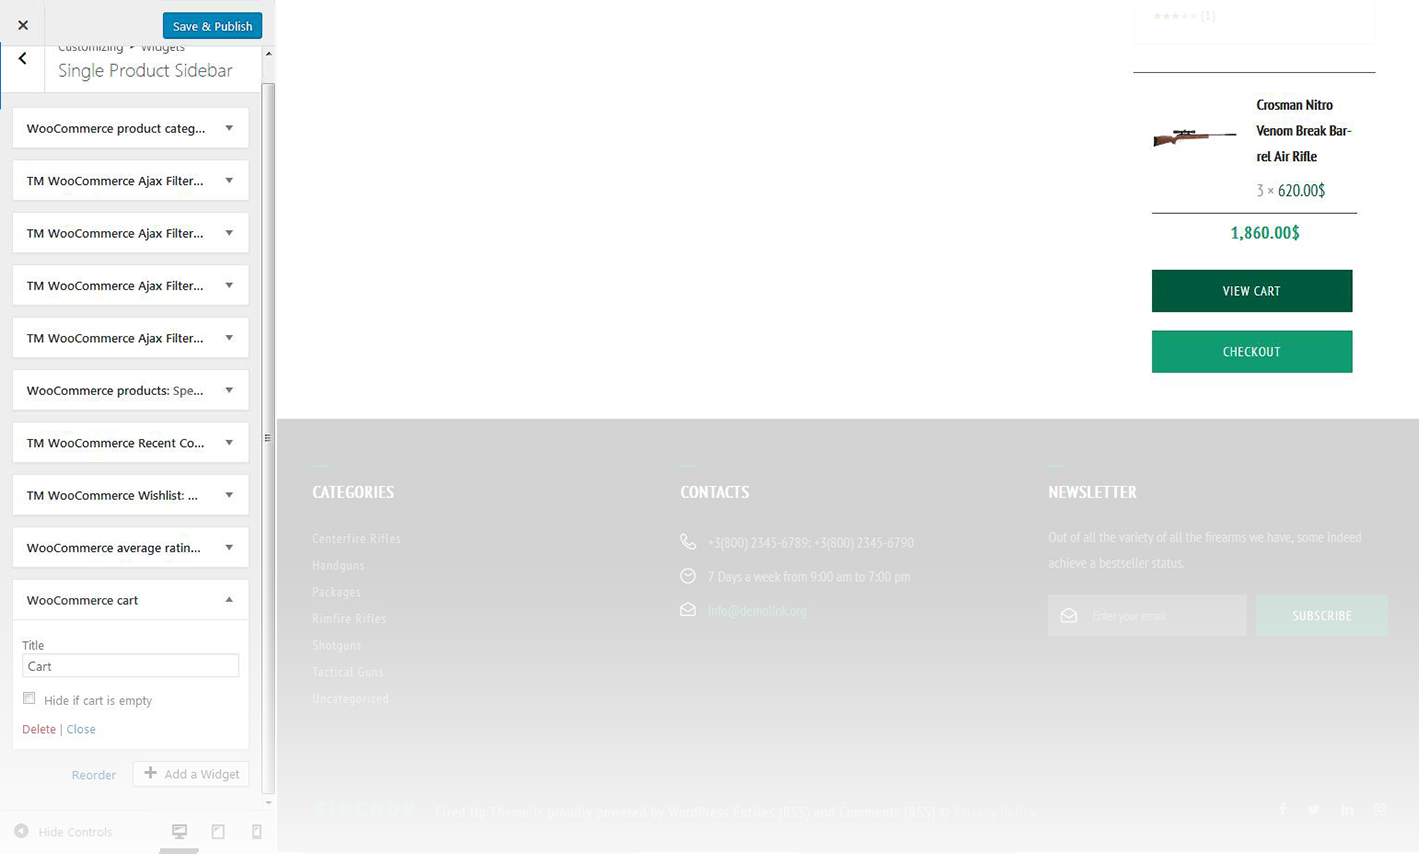 Save & Publish
Customizing ▸ Widgets
Single Product Sidebar
WooCommerce product categ...
TM WooCommerce Ajax Filter...
TM WooCommerce Ajax Filter...
TM WooCommerce Ajax Filter...
TM WooCommerce Ajax Filter...
WooCommerce products: Spe...
TM WooCommerce Recent Co...
TM WooCommerce Wishlist: ...
WooCommerce average ratin...
WooCommerce cart
Title
Cart
Hide if cart is empty
Delete | Close
Reorder
Add a Widget
Hide Controls
(1)
Crosman Nitro
Venom Break Bar-
rel Air Rifle
3 × 620.00$
1,860.00$
VIEW CART
CHECKOUT
CATEGORIES
Centerfire Rifles
Handguns
Packages
Rimfire Rifles
Shotguns
Tactical Guns
Uncategorized
CONTACTS
+3(800) 2345-6789; +3(800) 2345-6790
7 Days a week from 9:00 am to 7:00 pm
info@demolink.org
NEWSLETTER
Out of all the variety of all the firearms we have, some indeed
achieve a bestseller status.
Enter your email
SUBSCRIBE
Fired Up Theme is proudly powered by WordPress Entries (RSS) and Comments (RSS) © Privacy Policy